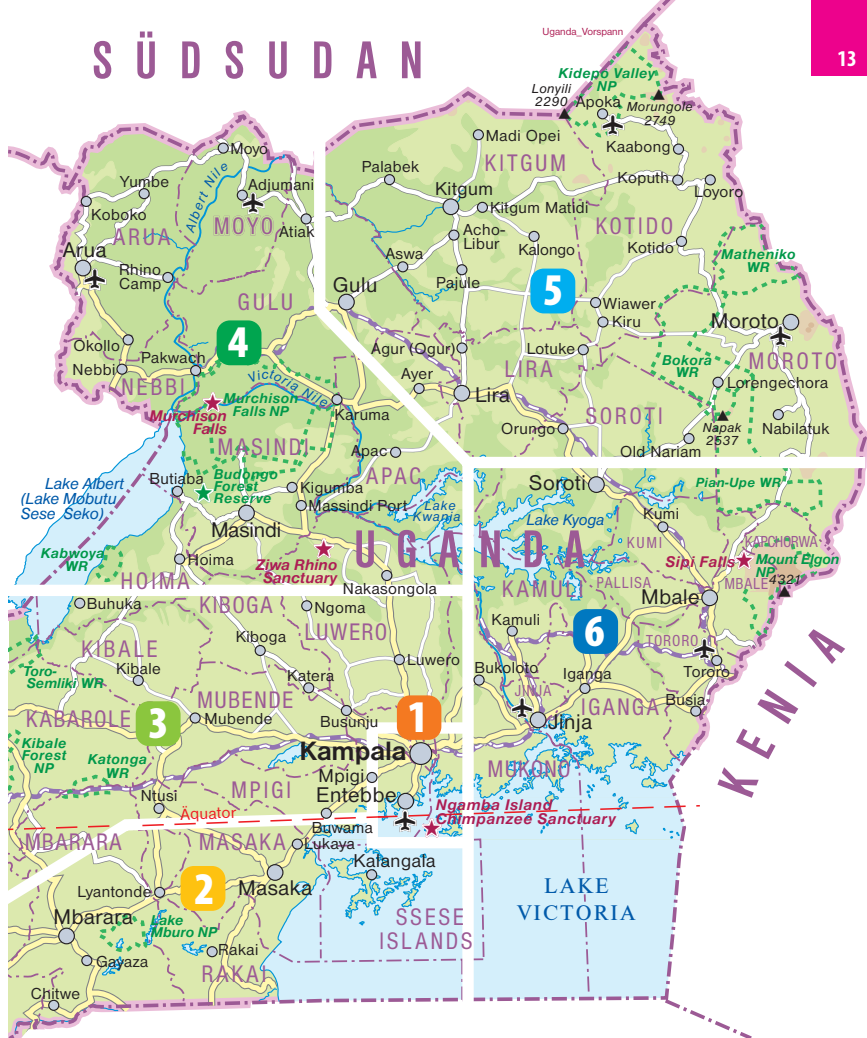 Uganda_Vorspann
13
SÜDSUDAN
Kidepo Valley
NP
Lonyili
2290
Apoka
Morungole
2749
Madi Opei
Kaabong
Moyo
KITGUM
Palabek
Koputh
Loyoro
Yumbe
Adjumani
Albert Nile
Kitgum
Kitgum Matidi
Koboko
MOYO
Atiak
ARUA
KOTIDO
Acho-
Libur
Kalongo
Kotido
Arua
Aswa
Matheniko
WR
Rhino
Camp
Pajule
Gulu
GULU
5
Wiawer
Kiru
Moroto
4
Okollo
Agur (Ogur)
Lotuke
MOROTO
Nebbi
Pakwach
NEBBI
Victoria Nile
Ayer
LIRA
Bokora
WR
Lorengechora
Lira
Murchison
Falls NP
Murchison
Falls
Karuma
SOROTI
Napak
2537
Nabilatuk
Orungo
MASINDI
Apac
Old Nariam
APAC
Lake Albert
(Lake Mobutu
Sese Seko)
Butiaba
Budongo
Forest
Reserve
Kigumba
Massindi Port
Soroti
Pian-Upe WR
Lake
Kwania
Lake Kyoga
Kumi
Masindi
UGANDA
KUMI
KAPCHORWA
Kabwoya
WR
Hoima
Ziwa Rhino
Sanctuary
Sipi Falls
Mount Elgon
NP
4321
HOIMA
Nakasongola
KAMULI
PALLISA
MBALE
Buhuka
KIBOGA
Ngoma
Mbale
LUWERO
Kamuli
6
Kiboga
KIBALE
TORORO
Toro-
Semliki WR
Kibale
Katera
Luwero
Bukoloto
Iganga
Tororo
MUBENDE
JINJA
KABAROLE
Mubende
Busunju
1
IGANGA
Busia
3
Jinja
KENIA
Kibale
Forest
NP
Katonga
WR
Kampala
Mpigi
MUKONO
MPIGI
Entebbe
Ntusi
Äquator
Ngamba Island
Chimpanzee Sanctuary
Buwama
MBARARA
MASAKA
Lukaya
Kalangala
2
Lyantonde
Masaka
LAKE
VICTORIA
Mbarara
Lake
Mburo NP
SSESE
ISLANDS
Rakai
Gayaza
RAKAI
Chitwe